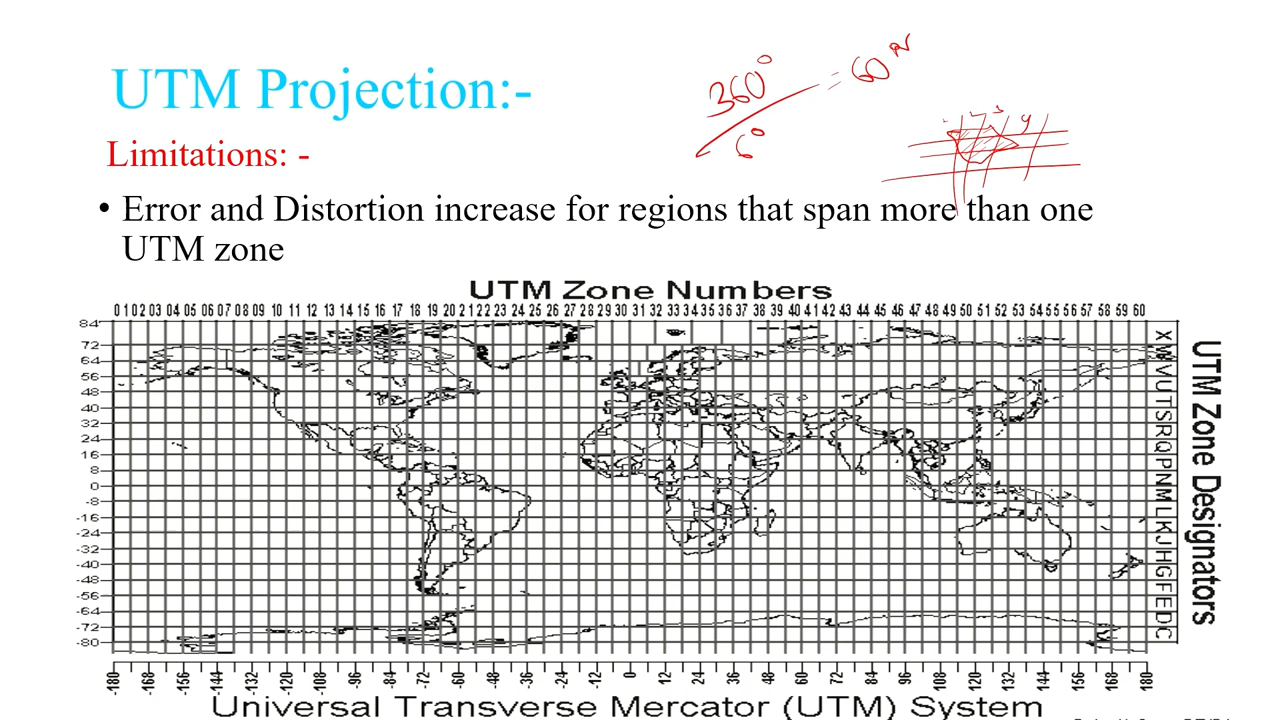 UTM Projection:-
360°
6°
= 60
Limitations: -
• Error and Distortion increase for regions that span more than one
UTM zone
UTM Zone Numbers
0 1 0 2 03 04 05 06 07 08 09 10 11 12 13 14 15 16 17 18 19 20 2 1 22 23 24 25 26 27 28 29 30 31 32 33 34 35 36 37 38 39 40 41 42 43 44 45 46 47 48 49 50 51 52 53 54 55 56 57 58 59 60
84
72
64
56
48
40
32
24
16
8
0
-8
-16
-24
-32
-40
-48
-56
-64
-72
-80
X
W
V
U
T
S
R
Q
P
N
M
L
K
J
H
G
F
E
D
C
UTM Zone Designators
-180 -168 -156 -144 -132 -120 -108 -96 -84 -72 -60 -48 -36 -24 -12 0 12 24 36 48 60 72 84 96 108 120 132 144 156 168 180
Universal Transverse Mercator (UTM) System